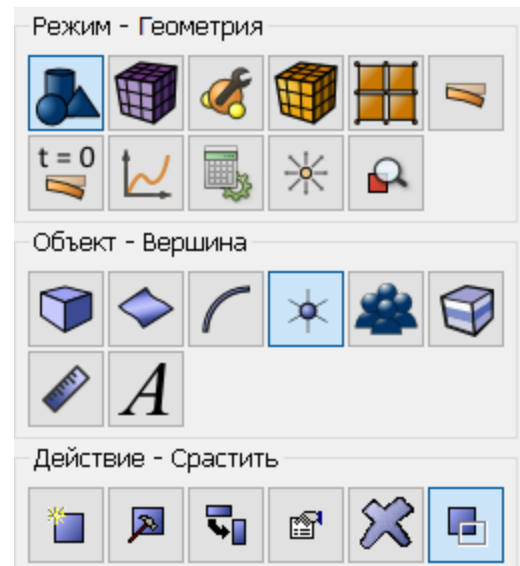 Режим - Геометрия
t = 0
Объект - Вершина
A
Действие - Срастить